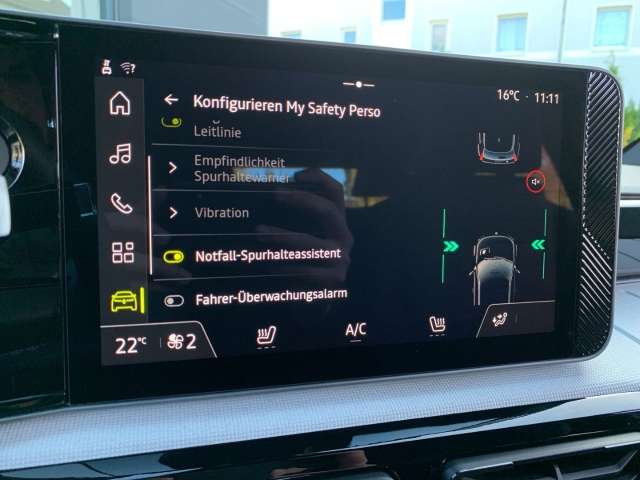 ?
Konfigurieren My Safety Perso
16°C · 11:11
Leitlinie
Empfindlichkeit
Spurhaltewarner
Vibration
Notfall-Spurhalteassistent
Fahrer-Überwachungsalarm
22°C
2
A/C